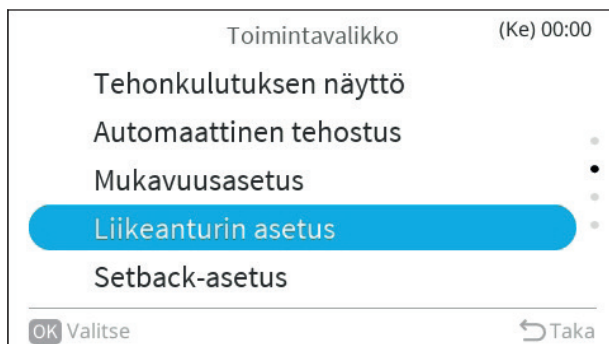 Toimintavalikko (Ke) 00:00
Tehonkulutuksen näyttö
Automaattinen tehostus
Mukavuusasetus
Liikeanturin asetus
Setback-asetus
OK Valitse Taka